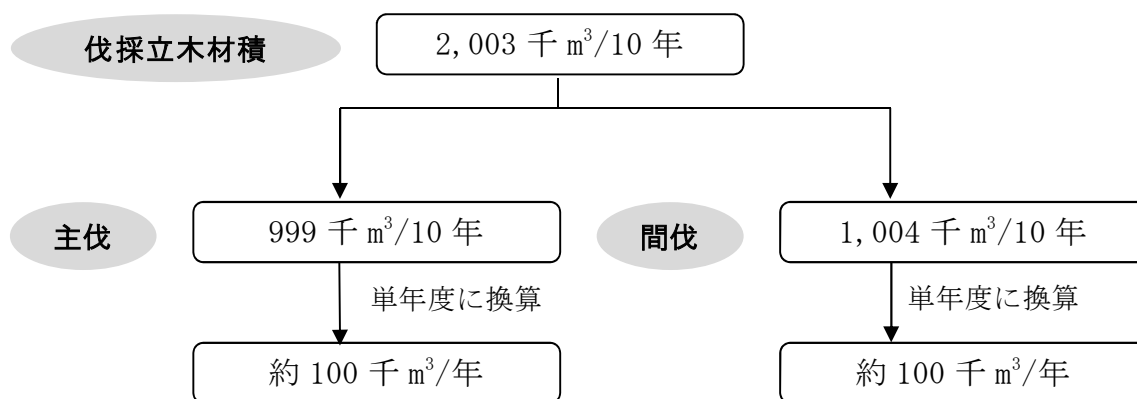 伐採立木材積
2,003 千 m³/10 年
主伐
999 千 m³/10 年
間伐
1,004 千 m³/10 年
単年度に換算
単年度に換算
約 100 千 m³/年
約 100 千 m³/年